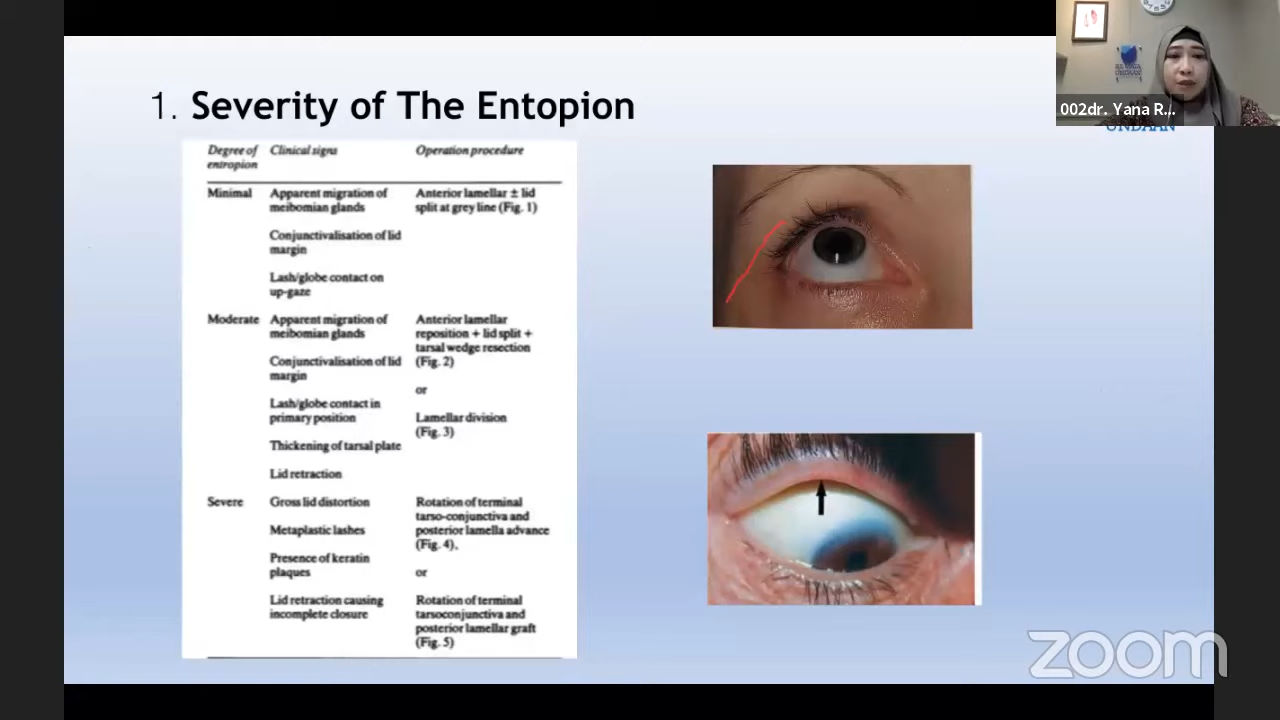 1. Severity of The Entopion
Degree of
entropion
Clinical signs
Operation procedure
Minimal
Apparent migration of
meibomian glands
Conjunctivalisation of lid
margin
Lash/globe contact on
up-gaze
Anterior lamellar ± lid
split at grey line (Fig. 1)
Moderate
Apparent migration of
meibomian glands
Conjunctivalisation of lid
margin
Lash/globe contact in
primary position
Thickening of tarsal plate
Lid retraction
Anterior lamellar
reposition + lid split +
tarsal wedge resection
(Fig. 2)
or
Lamellar division
(Fig. 3)
Severe
Gross lid distortion
Metaplastic lashes
Presence of keratin
plaques
Lid retraction causing
incomplete closure
Rotation of terminal
tarso-conjunctiva and
posterior lamella advance
(Fig. 4),
or
Rotation of terminal
tarsoconjunctiva and
posterior lamellar graft
(Fig. 5)
002dr. Yana R...
UNDAAN
zoom